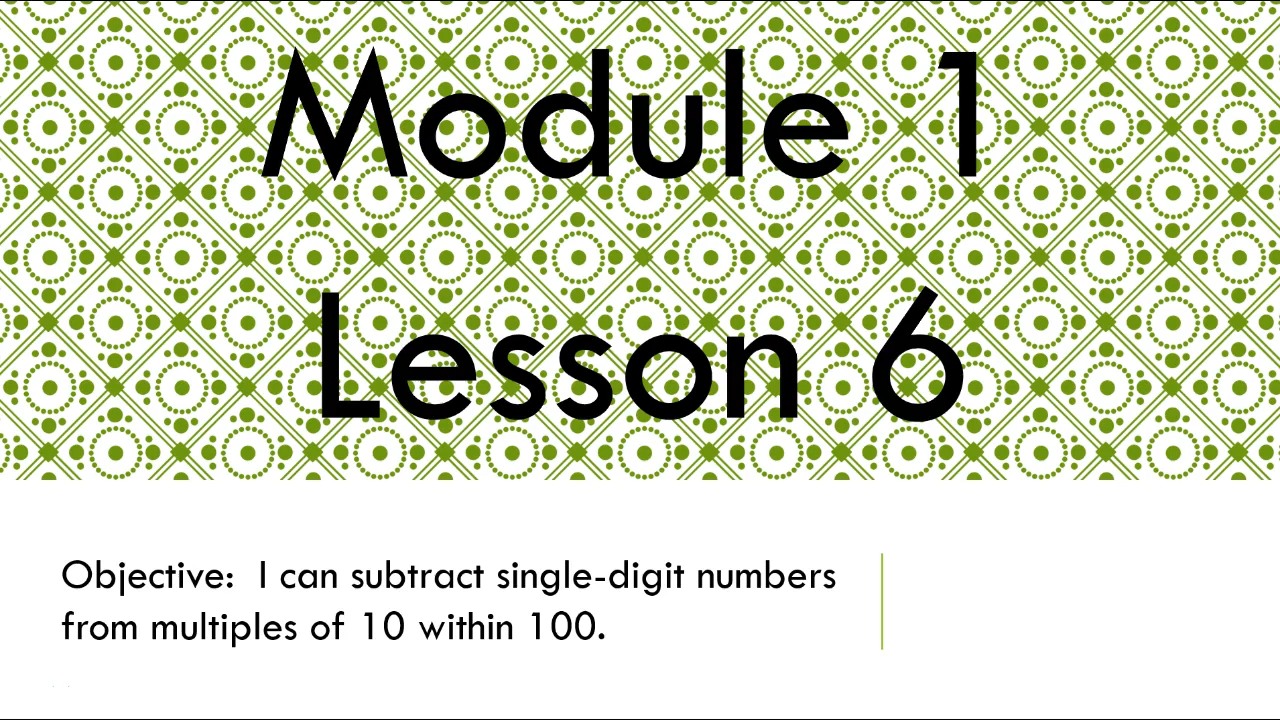 Module 1
Lesson 6
Objective:  I can subtract single-digit numbers
from multiples of 10 within 100.